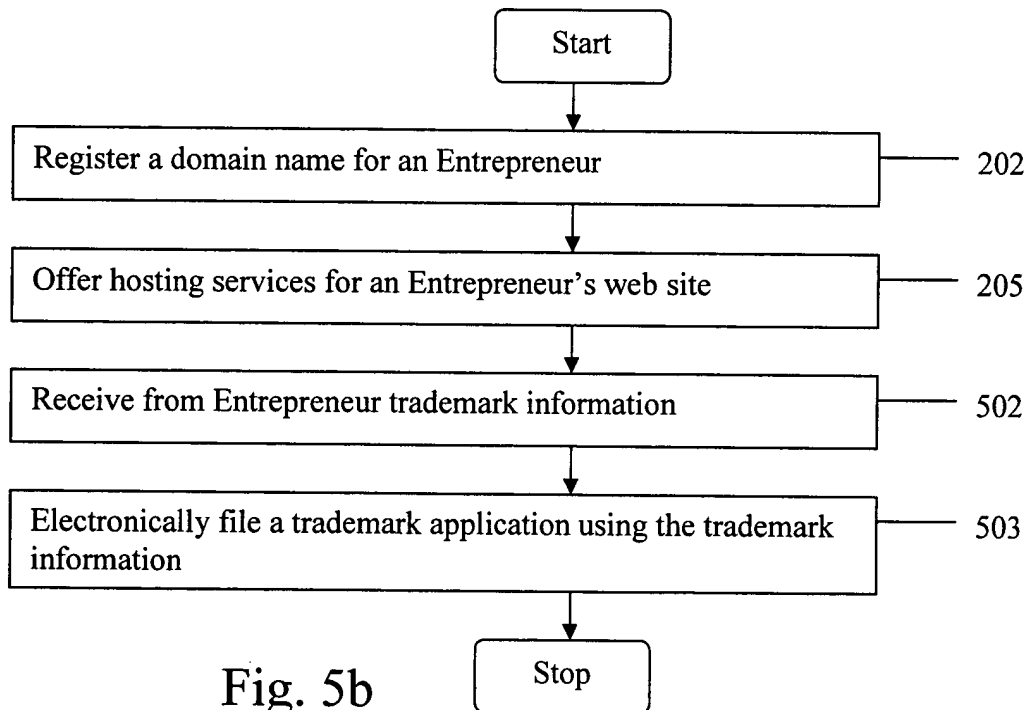 Start
Register a domain name for an Entrepreneur
202
Offer hosting services for an Entrepreneur's web site
205
Receive from Entrepreneur trademark information
502
Electronically file a trademark application using the trademark
information
503
Stop
Fig. 5b